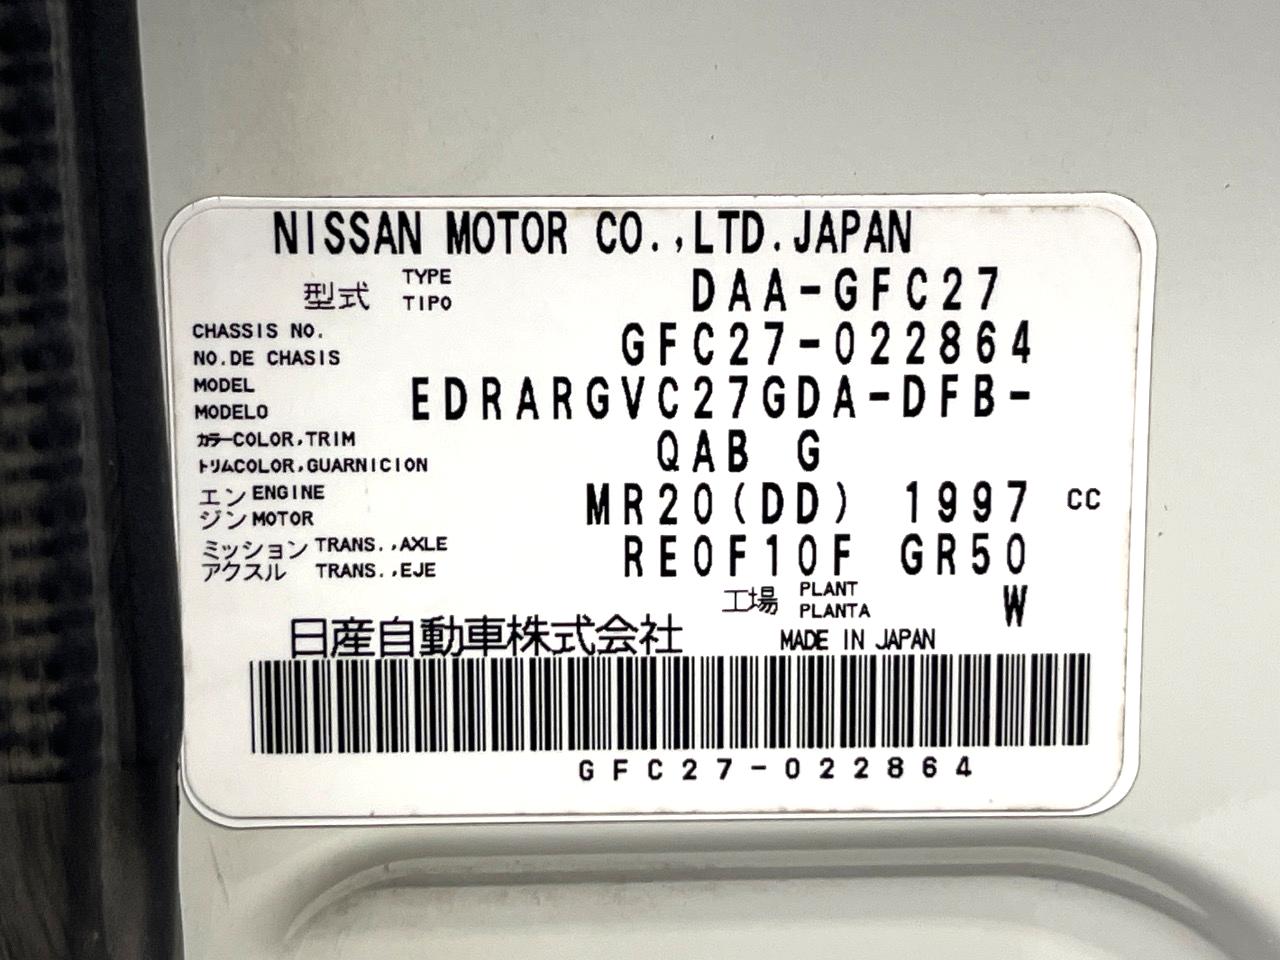 NISSAN MOTOR CO.,LTD.JAPAN
型式 TYPE TIPO DAA-GFC27
CHASSIS NO.
NO.DE CHASIS GFC27-022864
MODEL
MODELO EDRARGVC27GDA-DFB-
カラーCOLOR,TRIM
トリムCOLOR,GUARNICION QAB G
エンジン ENGINE MOTOR MR20(DD) 1997 CC
ミッション TRANS.,AXLE
アクスル TRANS.,EJE RE0F10F GR50
工場 PLANT PLANTA W
日産自動車株式会社 MADE IN JAPAN
GFC27-022864